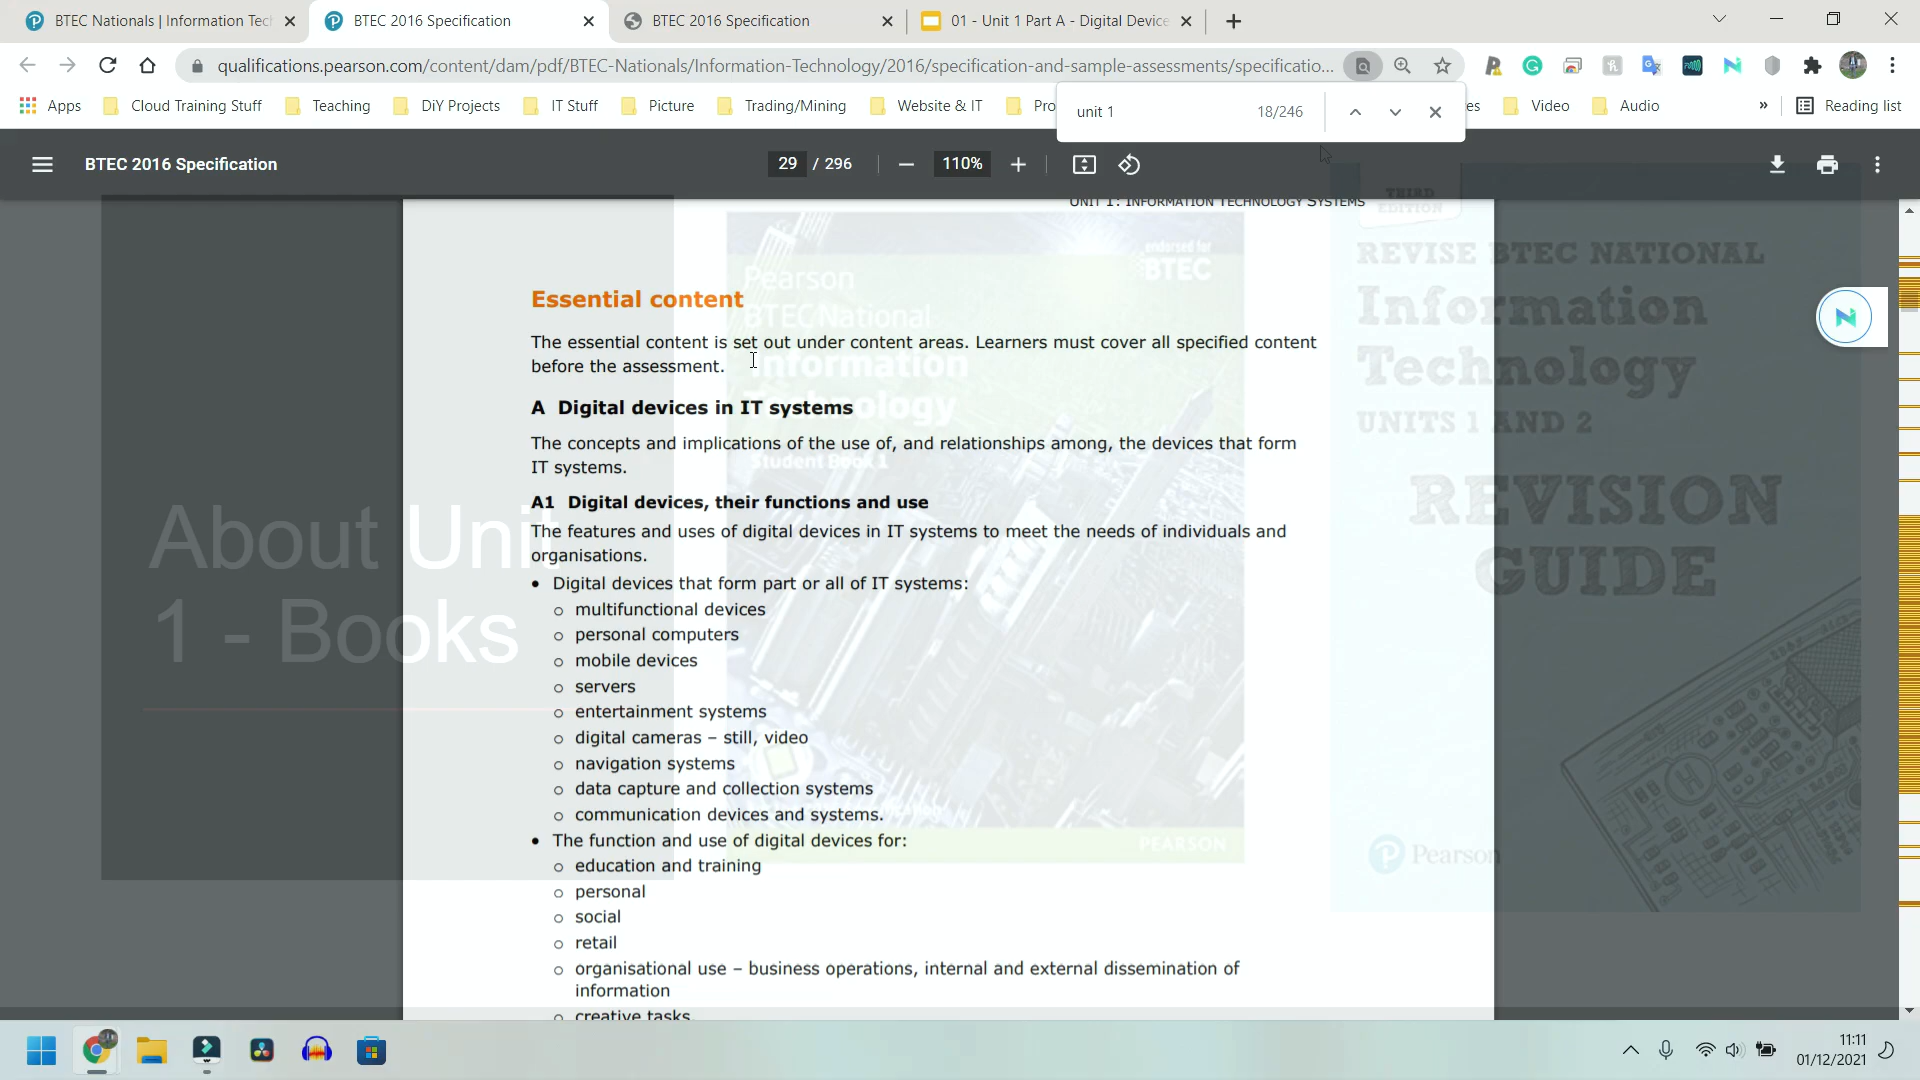 BTEC Nationals | Information Tech
BTEC 2016 Specification
BTEC 2016 Specification
01 - Unit 1 Part A - Digital Device
qualifications.pearson.com/content/dam/pdf/BTEC-Nationals/Information-Technology/2016/specification-and-sample-assessments/specificatio...
Apps
Cloud Training Stuff
Teaching
DiY Projects
IT Stuff
Picture
Trading/Mining
Website & IT
Pro
es
Video
Audio
»
Reading list
unit 1
18/246
BTEC 2016 Specification
29 / 296
110%
UNIT 1: INFORMATION TECHNOLOGY SYSTEMS
Essential content
The essential content is set out under content areas. Learners must cover all specified content
before the assessment.
A Digital devices in IT systems
The concepts and implications of the use of, and relationships among, the devices that form
IT systems.
A1 Digital devices, their functions and use
The features and uses of digital devices in IT systems to meet the needs of individuals and
organisations.
• Digital devices that form part or all of IT systems:
o multifunctional devices
o personal computers
o mobile devices
o servers
o entertainment systems
o digital cameras – still, video
o navigation systems
o data capture and collection systems
o communication devices and systems.
• The function and use of digital devices for:
o education and training
o personal
o social
o retail
o organisational use – business operations, internal and external dissemination of
information
o creative tasks.
About Unit
1 - Books
Pearson
BTEC National
Information
Technology
Student Book 1
endorsed for
BTEC
PEARSON
THIRD
EDITION
REVISE BTEC NATIONAL
Information
Technology
UNITS 1 AND 2
REVISION
GUIDE
Pearson
11:11
01/12/2021